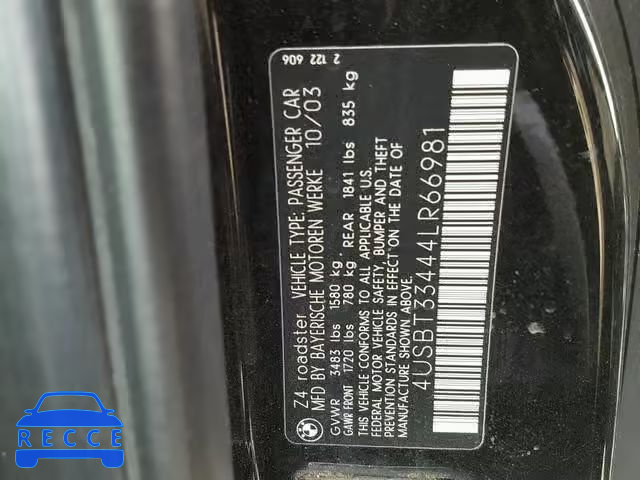 Z4 roadster VEHICLE TYPE: PASSENGER CAR 2 122 606
MFD BY BAYERISCHE MOTOREN WERKE 10/03
GVWR 3483 lbs 1580 kg
GAWR FRONT 1720 lbs 780 kg, REAR 1841 lbs 835 kg
THIS VEHICLE CONFORMS TO ALL APPLICABLE U.S.
FEDERAL MOTOR VEHICLE SAFETY, BUMPER AND THEFT
PREVENTION STANDARDS IN EFFECT ON THE DATE OF
MANUFACTURE SHOWN ABOVE.
4USBT33444LR66981
BMW
RECCE